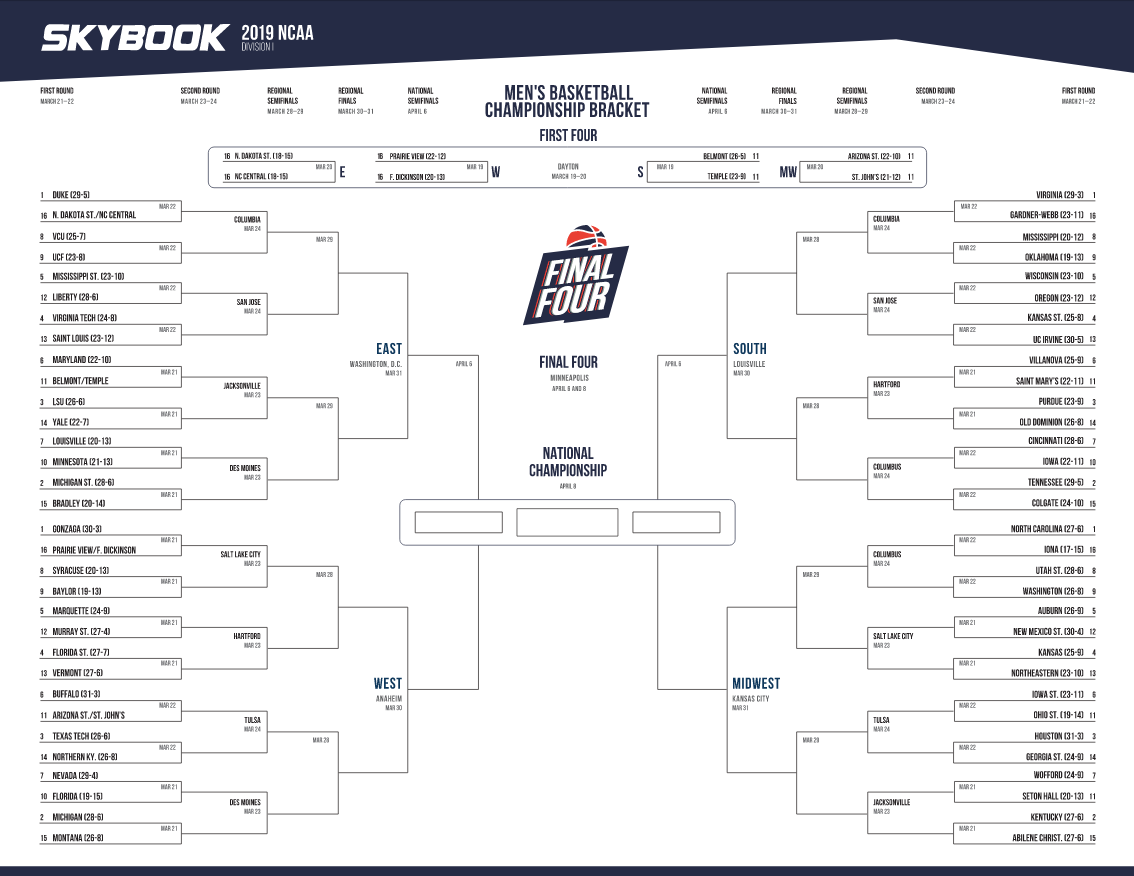 SKYBOOK 2019 NCAA
DIVISION I
FIRST ROUND
MARCH 21–22
SECOND ROUND
MARCH 23–24
REGIONAL
SEMIFINALS
MARCH 28–29
REGIONAL
FINALS
MARCH 30–31
NATIONAL
SEMIFINALS
APRIL 6
MEN'S BASKETBALL
CHAMPIONSHIP BRACKET
NATIONAL
SEMIFINALS
APRIL 6
REGIONAL
FINALS
MARCH 30–31
REGIONAL
SEMIFINALS
MARCH 28–29
SECOND ROUND
MARCH 23–24
FIRST ROUND
MARCH 21–22
FIRST FOUR
16 N. DAKOTA ST. (18-15)
MAR 20
16 NC CENTRAL (18-15)
E
16 PRAIRIE VIEW (22-12)
MAR 19
16 F. DICKINSON (20-13)
W
DAYTON
MARCH 19–20
S
BELMONT (26-5) 11
MAR 19
TEMPLE (23-9) 11
MW
ARIZONA ST. (22-10) 11
MAR 20
ST. JOHN'S (21-12) 11
1 DUKE (29-5)
MAR 22
16 N. DAKOTA ST./NC CENTRAL
COLUMBIA
MAR 24
8 VCU (25-7)
MAR 22
9 UCF (23-8)
MAR 29
5 MISSISSIPPI ST. (23-10)
MAR 22
12 LIBERTY (28-6)
SAN JOSE
MAR 24
4 VIRGINIA TECH (24-8)
MAR 22
13 SAINT LOUIS (23-12)
EAST
WASHINGTON, D.C.
MAR 31
APRIL 6
6 MARYLAND (22-10)
MAR 21
11 BELMONT/TEMPLE
JACKSONVILLE
MAR 23
3 LSU (26-6)
MAR 21
14 YALE (22-7)
MAR 29
7 LOUISVILLE (20-13)
MAR 21
10 MINNESOTA (21-13)
DES MOINES
MAR 23
2 MICHIGAN ST. (28-6)
MAR 21
15 BRADLEY (20-14)
1 GONZAGA (30-3)
MAR 21
16 PRAIRIE VIEW/F. DICKINSON
SALT LAKE CITY
MAR 23
8 SYRACUSE (20-13)
MAR 21
9 BAYLOR (19-13)
MAR 28
5 MARQUETTE (24-9)
MAR 21
12 MURRAY ST. (27-4)
HARTFORD
MAR 23
4 FLORIDA ST. (27-7)
MAR 21
13 VERMONT (27-6)
WEST
ANAHEIM
MAR 30
6 BUFFALO (31-3)
MAR 22
11 ARIZONA ST./ST. JOHN'S
TULSA
MAR 24
3 TEXAS TECH (26-6)
MAR 22
14 NORTHERN KY. (26-8)
MAR 28
7 NEVADA (29-4)
MAR 21
10 FLORIDA (19-15)
DES MOINES
MAR 23
2 MICHIGAN (28-6)
MAR 21
15 MONTANA (26-8)
FINAL
FOUR
FINAL FOUR
MINNEAPOLIS
APRIL 6 AND 8
NATIONAL
CHAMPIONSHIP
APRIL 8
VIRGINIA (29-3) 1
MAR 22
GARDNER-WEBB (23-11) 16
COLUMBIA
MAR 24
MISSISSIPPI (20-12) 8
MAR 22
OKLAHOMA (19-13) 9
MAR 28
WISCONSIN (23-10) 5
MAR 22
OREGON (23-12) 12
SAN JOSE
MAR 24
KANSAS ST. (25-8) 4
MAR 22
UC IRVINE (30-5) 13
APRIL 6
SOUTH
LOUISVILLE
MAR 30
VILLANOVA (25-9) 6
MAR 21
SAINT MARY'S (22-11) 11
HARTFORD
MAR 23
PURDUE (23-9) 3
MAR 21
OLD DOMINION (26-8) 14
MAR 28
CINCINNATI (28-6) 7
MAR 22
IOWA (22-11) 10
COLUMBUS
MAR 24
TENNESSEE (29-5) 2
MAR 22
COLGATE (24-10) 15
NORTH CAROLINA (27-6) 1
MAR 22
IONA (17-15) 16
COLUMBUS
MAR 24
UTAH ST. (28-6) 8
MAR 22
WASHINGTON (26-8) 9
MAR 29
AUBURN (26-9) 5
MAR 21
NEW MEXICO ST. (30-4) 12
SALT LAKE CITY
MAR 23
KANSAS (25-9) 4
MAR 21
NORTHEASTERN (23-10) 13
MIDWEST
KANSAS CITY
MAR 31
IOWA ST. (23-11) 6
MAR 22
OHIO ST. (19-14) 11
TULSA
MAR 24
HOUSTON (31-3) 3
MAR 22
GEORGIA ST. (24-9) 14
MAR 29
WOFFORD (24-9) 7
MAR 21
SETON HALL (20-13) 11
JACKSONVILLE
MAR 23
KENTUCKY (27-6) 2
MAR 21
ABILENE CHRIST. (27-6) 15